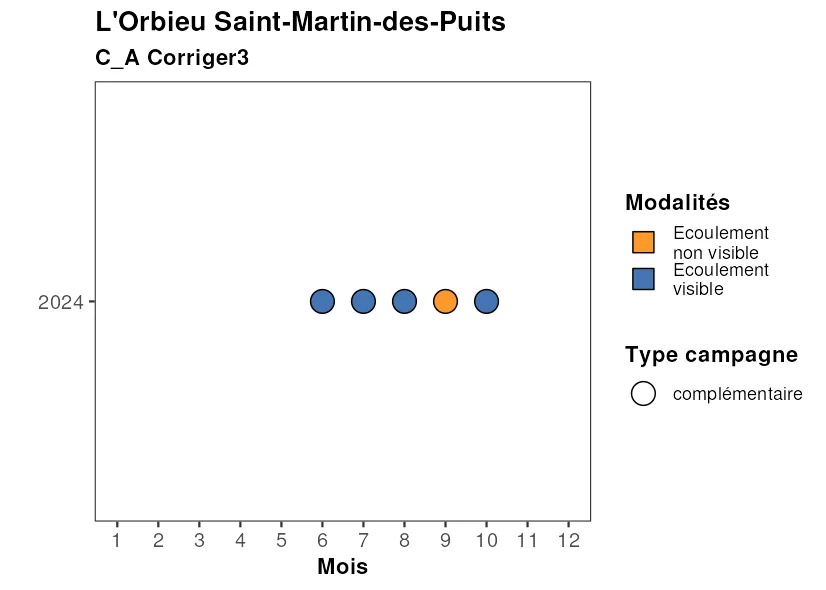 L'Orbieu Saint-Martin-des-Puits
C_A Corriger3
2024
1 2 3 4 5 6 7 8 9 10 11 12
Mois
Modalités
Ecoulement
non visible
Ecoulement
visible
Type campagne
complémentaire